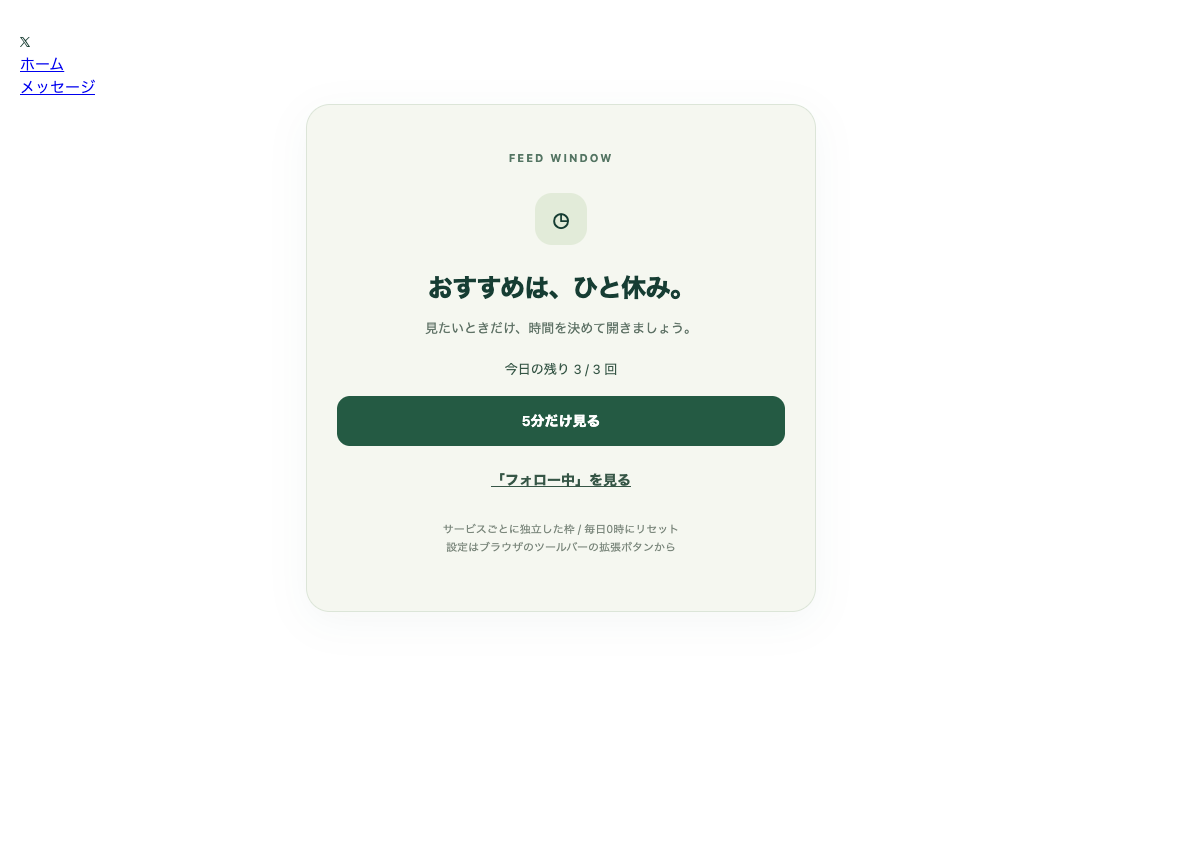 𝕏
ホーム
メッセージ
FEED WINDOW
おすすめは、ひと休み。
見たいときだけ、時間を決めて開きましょう。
今日の残り 3 / 3 回
5分だけ見る
「フォロー中」を見る
サービスごとに独立した枠 / 毎日0時にリセット
設定はブラウザのツールバーの拡張ボタンから